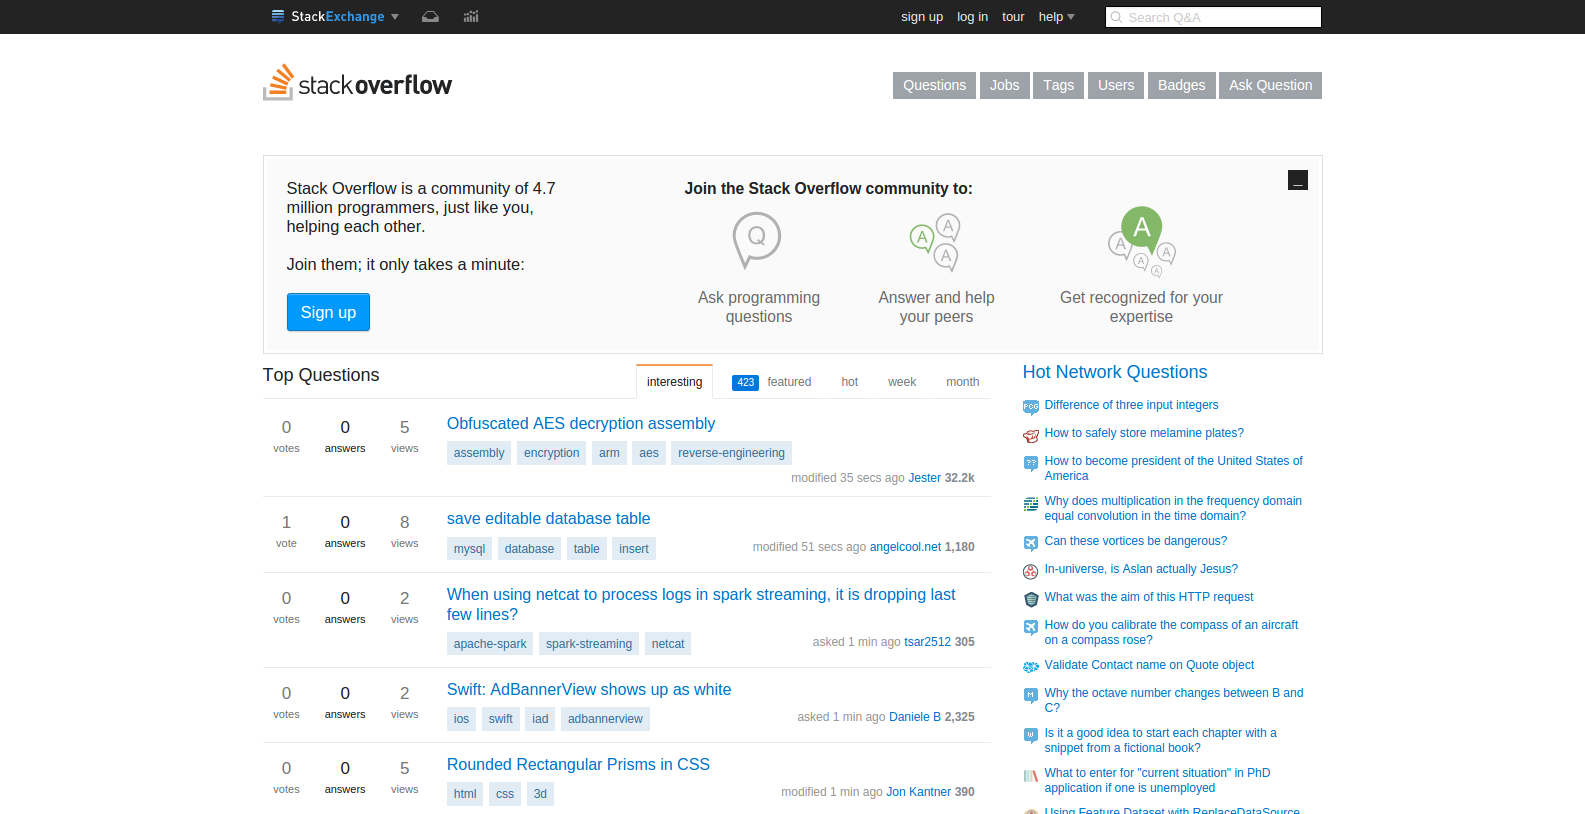 StackExchange
sign up log in tour help
Search Q&A
stackoverflow
Questions Jobs Tags Users Badges Ask Question
Stack Overflow is a community of 4.7
million programmers, just like you,
helping each other.
Join them; it only takes a minute:
Sign up
Join the Stack Overflow community to:
Q
A A A
A A A A A
Ask programming
questions
Answer and help
your peers
Get recognized for your
expertise
Top Questions
interesting 423 featured hot week month
0 votes 0 answers 5 views
Obfuscated AES decryption assembly
assembly encryption arm aes reverse-engineering
modified 35 secs ago Jester 32.2k
1 vote 0 answers 8 views
save editable database table
mysql database table insert
modified 51 secs ago angelcool.net 1,180
0 votes 0 answers 2 views
When using netcat to process logs in spark streaming, it is dropping last
few lines?
apache-spark spark-streaming netcat
asked 1 min ago tsar2512 305
0 votes 0 answers 2 views
Swift: AdBannerView shows up as white
ios swift iad adbannerview
asked 1 min ago Daniele B 2,325
0 votes 0 answers 5 views
Rounded Rectangular Prisms in CSS
html css 3d
modified 1 min ago Jon Kantner 390
Hot Network Questions
PCG Difference of three input integers
How to safely store melamine plates?
?? How to become president of the United States of
America
Why does multiplication in the frequency domain
equal convolution in the time domain?
Can these vortices be dangerous?
In-universe, is Aslan actually Jesus?
What was the aim of this HTTP request
How do you calibrate the compass of an aircraft
on a compass rose?
Validate Contact name on Quote object
M Why the octave number changes between B and
C?
W Is it a good idea to start each chapter with a
snippet from a fictional book?
What to enter for "current situation" in PhD
application if one is unemployed
Using Feature Dataset with ReplaceDataSource